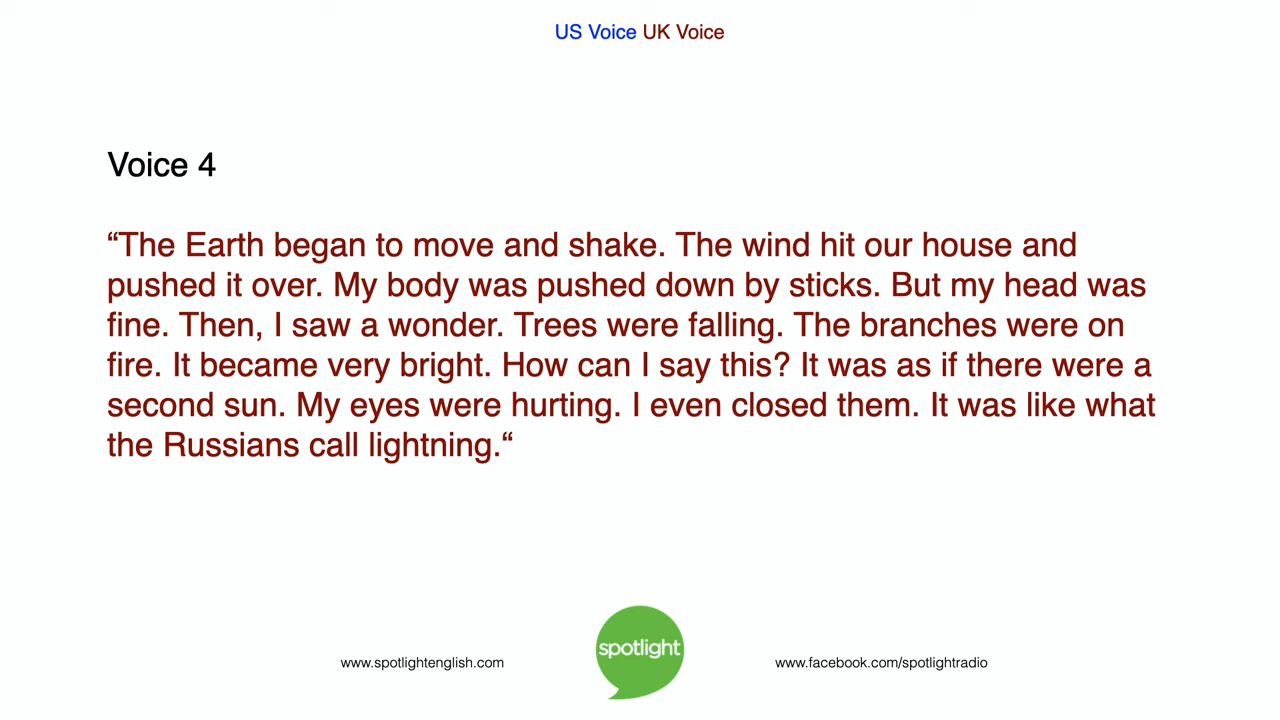 US Voice UK Voice
Voice 4
“The Earth began to move and shake. The wind hit our house and
pushed it over. My body was pushed down by sticks. But my head was
fine. Then, I saw a wonder. Trees were falling. The branches were on
fire. It became very bright. How can I say this? It was as if there were a
second sun. My eyes were hurting. I even closed them. It was like what
the Russians call lightning.“
spotlight
www.spotlightenglish.com
www.facebook.com/spotlightradio